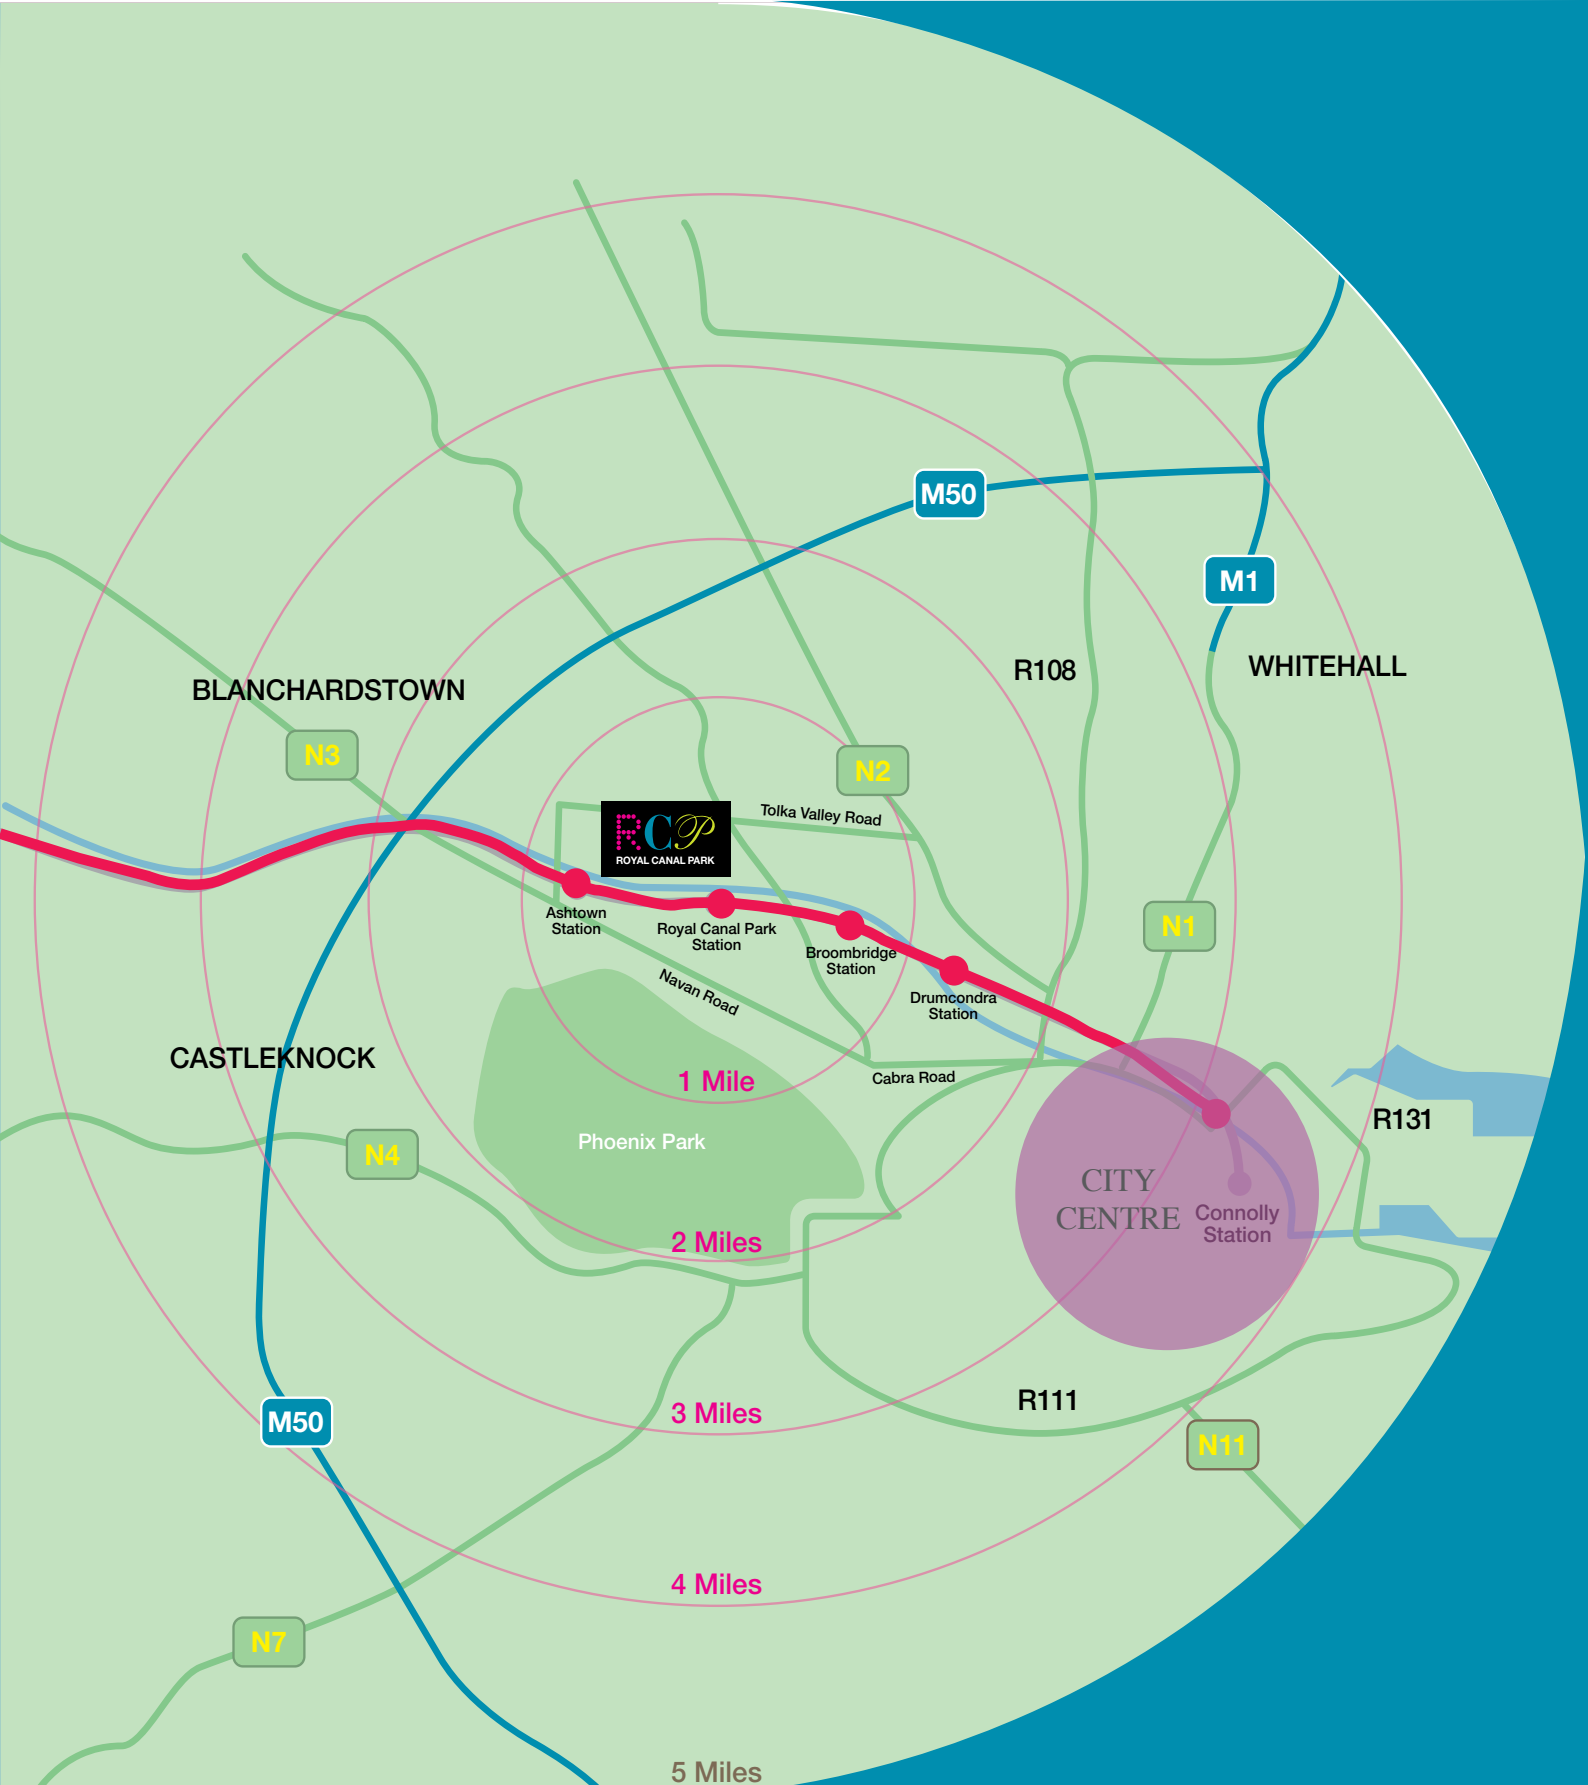 M50
M1
R108
WHITEHALL
BLANCHARDSTOWN
N3
N2
Tolka Valley Road
RCP
ROYAL CANAL PARK
Ashtown
Station
Royal Canal Park
Station
Broombridge
Station
N1
Navan Road
Drumcondra
Station
CASTLEKNOCK
1 Mile
Cabra Road
R131
Phoenix Park
N4
CITY
CENTRE
Connolly
Station
2 Miles
3 Miles
R111
M50
N11
4 Miles
N7
5 Miles